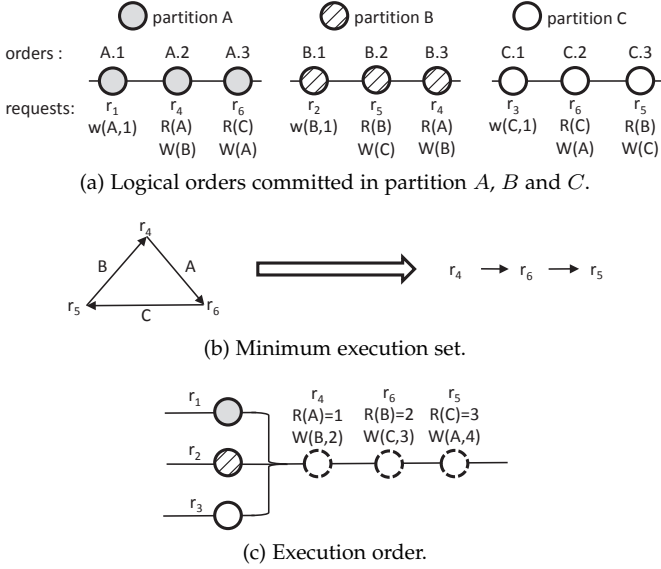 partition A partition B partition C
orders : A.1 A.2 A.3 B.1 B.2 B.3 C.1 C.2 C.3
requests: r₁ r₄ r₆ r₂ r₅ r₄ r₃ r₆ r₅
w(A,1) R(A) R(C) w(B,1) R(B) R(A) w(C,1) R(C) R(B)
W(B) W(A) W(C) W(B) W(A) W(C)
(a) Logical orders committed in partition A, B and C.
r₄
B A
r₅ C r₆
r₄ r₆ r₅
(b) Minimum execution set.
r₁ r₄ r₆ r₅
R(A)=1 R(B)=2 R(C)=3
r₂ W(B,2) W(C,3) W(A,4)
r₃
(c) Execution order.